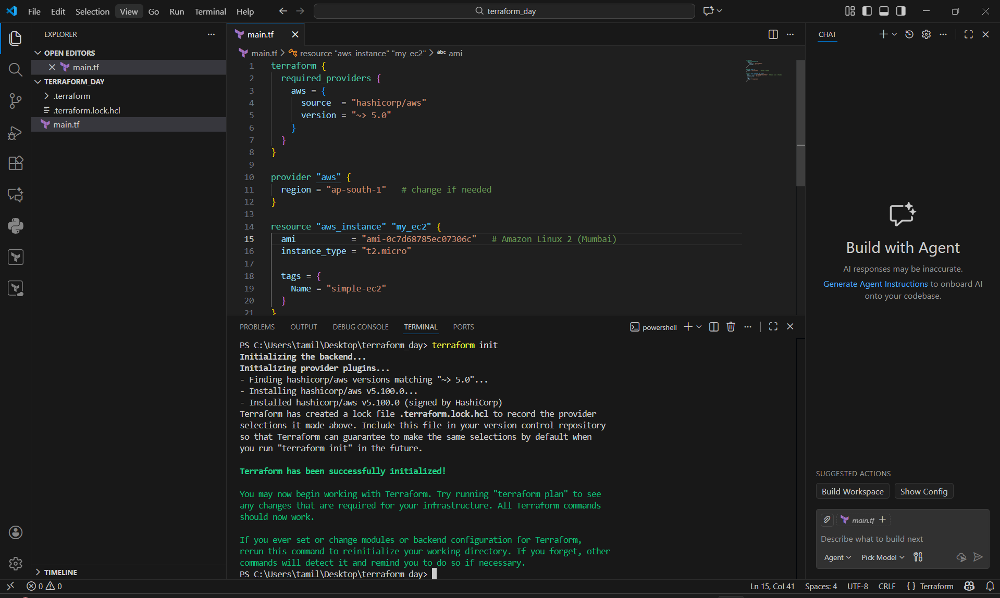 File Edit Selection View Go Run Terminal Help
terraform_day
EXPLORER
OPEN EDITORS
main.tf
TERRAFORM_DAY
.terraform
.terraform.lock.hcl
main.tf
TIMELINE
main.tf
main.tf > resource "aws_instance" "my_ec2" > abc ami
1 terraform {
2 required_providers {
3 aws = {
4 source  = "hashicorp/aws"
5 version = "~> 5.0"
6 }
7 }
8 }
9
10 provider "aws" {
11 region = "ap-south-1"   # change if needed
12 }
13
14 resource "aws_instance" "my_ec2" {
15 ami           = "ami-0c7d68785ec07306c"   # Amazon Linux 2 (Mumbai)
16 instance_type = "t2.micro"
17
18 tags = {
19 Name = "simple-ec2"
20 }
21 }
PROBLEMS OUTPUT DEBUG CONSOLE TERMINAL PORTS
powershell
PS C:\Users\tamil\Desktop\terraform_day> terraform init
Initializing the backend...
Initializing provider plugins...
- Finding hashicorp/aws versions matching "~> 5.0"...
- Installing hashicorp/aws v5.100.0...
- Installed hashicorp/aws v5.100.0 (signed by HashiCorp)
Terraform has created a lock file .terraform.lock.hcl to record the provider
selections it made above. Include this file in your version control repository
so that Terraform can guarantee to make the same selections by default when
you run "terraform init" in the future.
Terraform has been successfully initialized!
You may now begin working with Terraform. Try running "terraform plan" to see
any changes that are required for your infrastructure. All Terraform commands
should now work.
If you ever set or change modules or backend configuration for Terraform,
rerun this command to reinitialize your working directory. If you forget, other
commands will detect it and remind you to do so if necessary.
PS C:\Users\tamil\Desktop\terraform_day>
CHAT
Build with Agent
AI responses may be inaccurate.
Generate Agent Instructions to onboard AI
onto your codebase.
SUGGESTED ACTIONS
Build Workspace Show Config
main.tf
Describe what to build next
Agent Pick Model
0 0
Ln 15, Col 41 Spaces: 4 UTF-8 CRLF {} Terraform